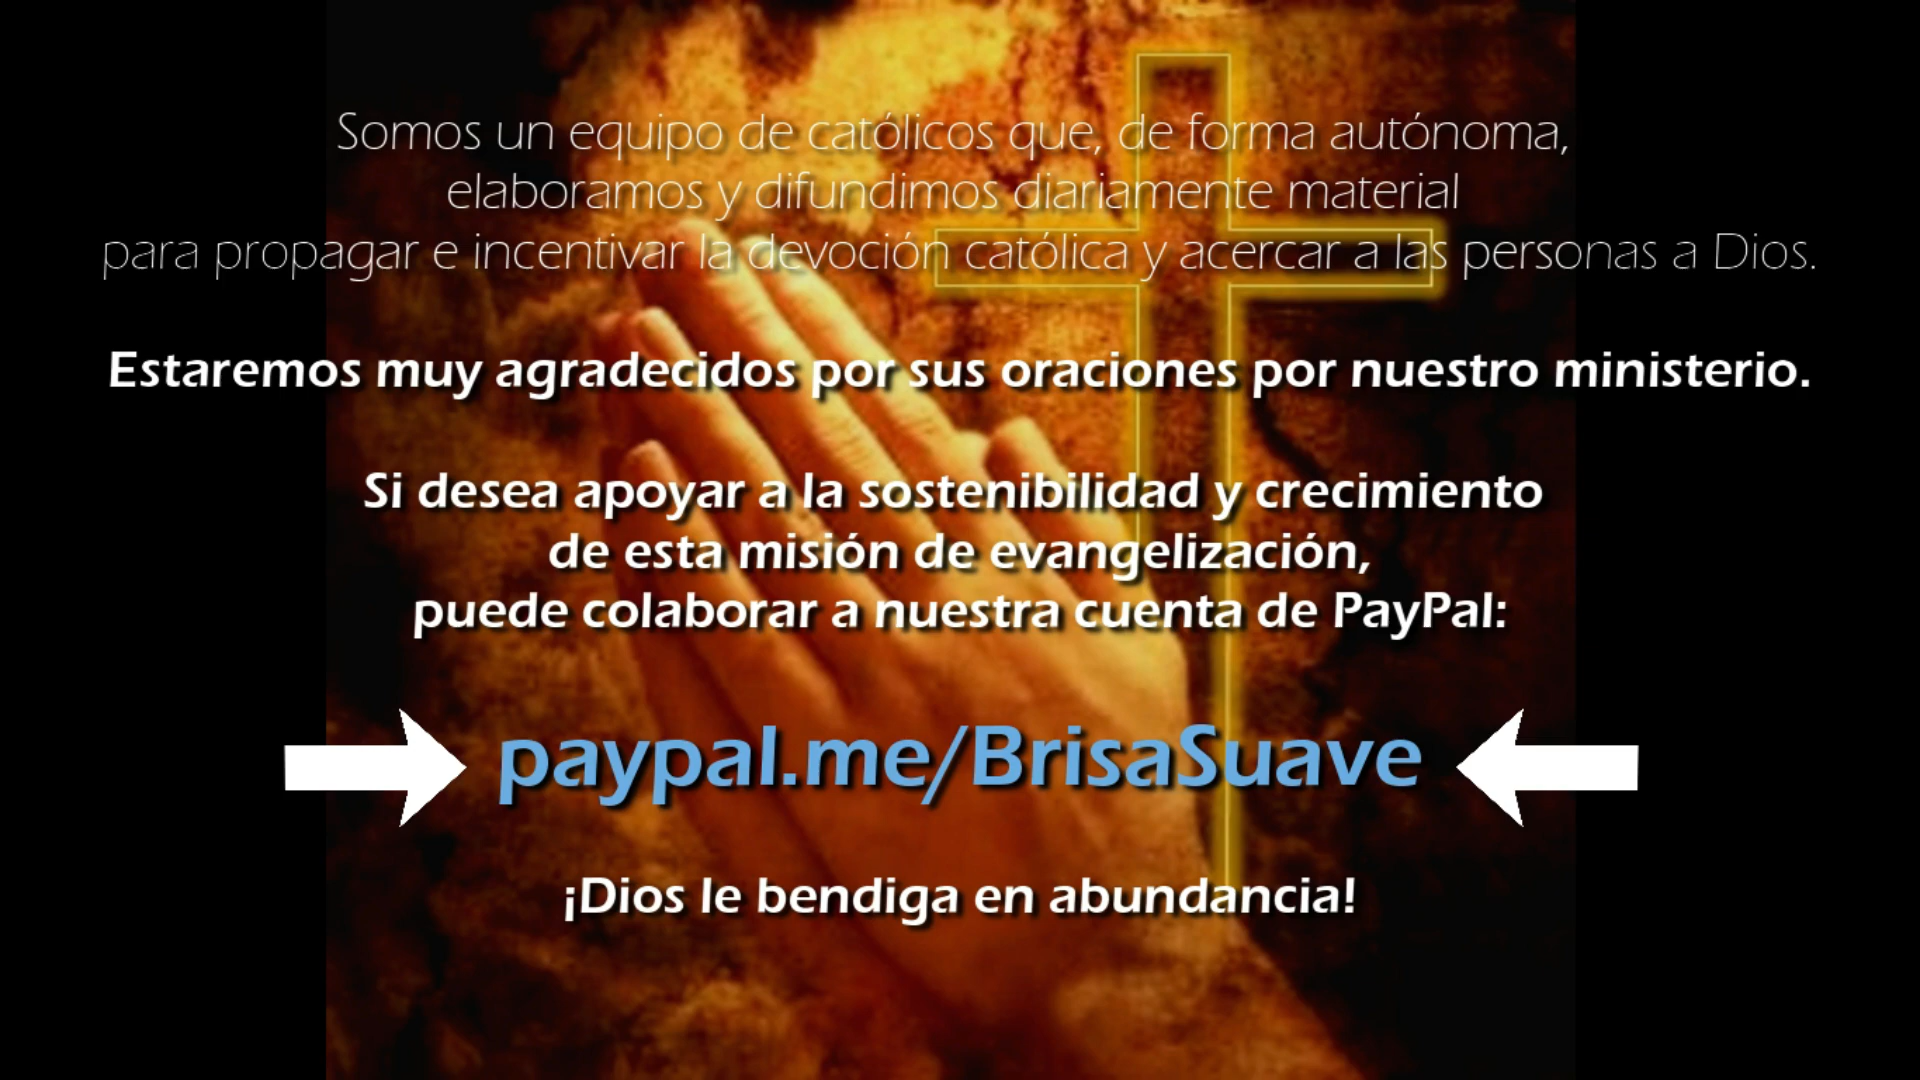 Somos un equipo de católicos que, de forma autónoma,
elaboramos y difundimos diariamente material
para propagar e incentivar la devoción católica y acercar a las personas a Dios.
Estaremos muy agradecidos por sus oraciones por nuestro ministerio.
Si desea apoyar a la sostenibilidad y crecimiento
de esta misión de evangelización,
puede colaborar a nuestra cuenta de PayPal:
paypal.me/BrisaSuave
¡Dios le bendiga en abundancia!